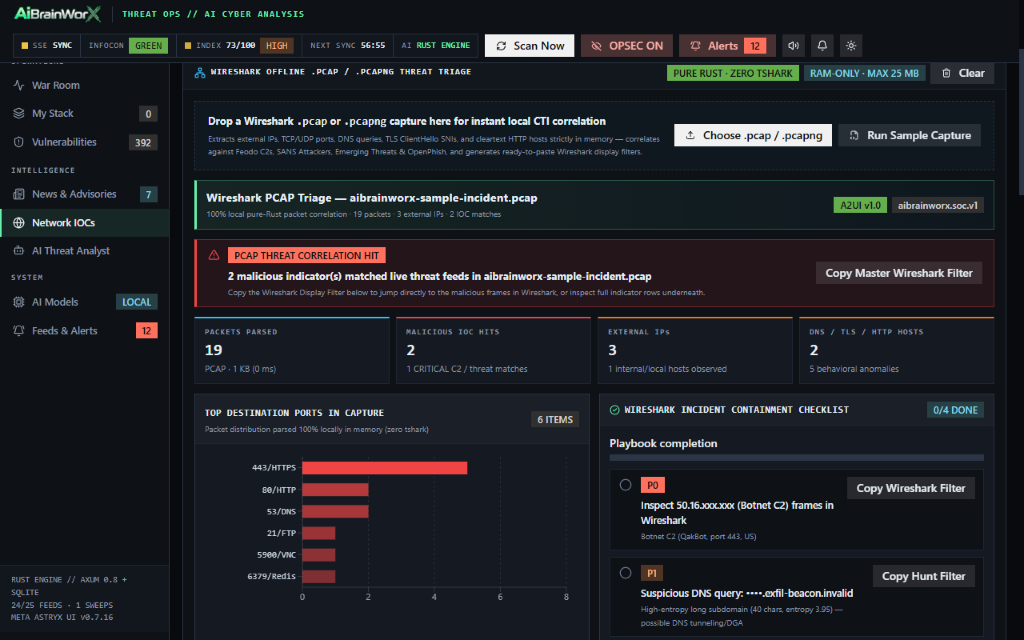 AiBrainWorX
THREAT OPS // AI CYBER ANALYSIS
SSE SYNC
INFOCON GREEN
INDEX 73/100 HIGH
NEXT SYNC 56:55
AI RUST ENGINE
Scan Now
OPSEC ON
Alerts 12
War Room
My Stack 0
Vulnerabilities 392
INTELLIGENCE
News & Advisories 7
Network IOCs
AI Threat Analyst
SYSTEM
AI Models LOCAL
Feeds & Alerts 12
RUST ENGINE // AXUM 0.8 +
SQLITE
24/25 FEEDS · 1 SWEEPS
META ASTRYX UI v0.7.16
WIRESHARK OFFLINE .PCAP / .PCAPNG THREAT TRIAGE
PURE RUST · ZERO TSHARK
RAM-ONLY · MAX 25 MB
Clear
Drop a Wireshark .pcap or .pcapng capture here for instant local CTI correlation
Extracts external IPs, TCP/UDP ports, DNS queries, TLS ClientHello SNIs, and cleartext HTTP hosts strictly in memory — correlates
against Feodo C2s, SANS Attackers, Emerging Threats & OpenPhish, and generates ready-to-paste Wireshark display filters.
Choose .pcap / .pcapng
Run Sample Capture
Wireshark PCAP Triage — aibrainworx-sample-incident.pcap
100% local pure-Rust packet correlation · 19 packets · 3 external IPs · 2 IOC matches
A2UI v1.0
aibrainworx.soc.v1
PCAP THREAT CORRELATION HIT
2 malicious indicator(s) matched live threat feeds in aibrainworx-sample-incident.pcap
Copy the Wireshark Display Filter below to jump directly to the malicious frames in Wireshark, or inspect full indicator rows underneath.
Copy Master Wireshark Filter
PACKETS PARSED
19
PCAP · 1 KB (0 ms)
MALICIOUS IOC HITS
2
1 CRITICAL C2 / threat matches
EXTERNAL IPs
3
1 internal/local hosts observed
DNS / TLS / HTTP HOSTS
2
5 behavioral anomalies
TOP DESTINATION PORTS IN CAPTURE
Packet distribution parsed 100% locally in memory (zero tshark)
6 ITEMS
443/HTTPS
80/HTTP
53/DNS
21/FTP
5900/VNC
6379/Redis
0 2 4 6 8
WIRESHARK INCIDENT CONTAINMENT CHECKLIST
0/4 DONE
Playbook completion
P0
Inspect 50.16.xxx.xxx (Botnet C2) frames in
Wireshark
Botnet C2 (QakBot, port 443, US)
Copy Wireshark Filter
P1
Suspicious DNS query: ••••.exfil-beacon.invalid
High-entropy long subdomain (40 chars, entropy 3.95) —
possible DNS tunneling/DGA
Copy Hunt Filter